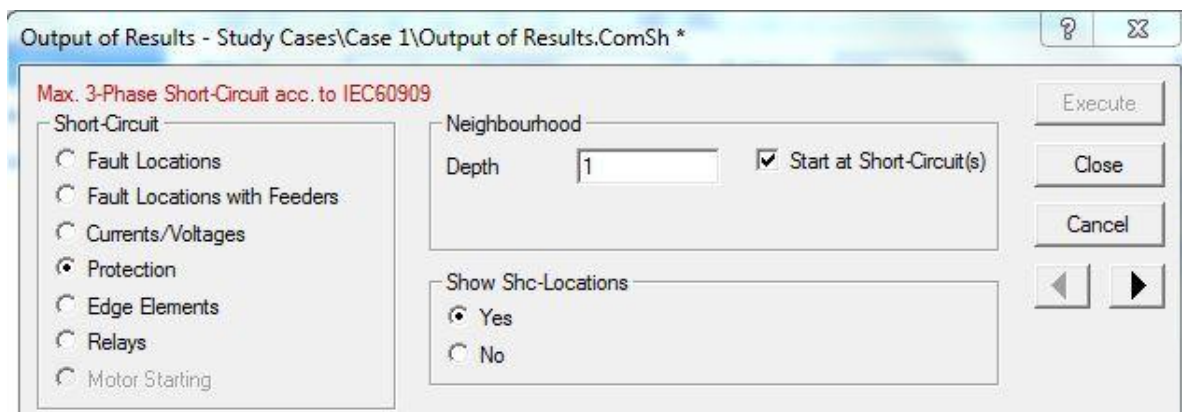 Output of Results - Study Cases\Case 1\Output of Results.ComSh *
Max. 3-Phase Short-Circuit acc. to IEC60909
Short-Circuit
Fault Locations
Fault Locations with Feeders
Currents/Voltages
Protection
Edge Elements
Relays
Motor Starting
Neighbourhood
Depth 1 Start at Short-Circuit(s)
Show Shc-Locations
Yes
No
Execute
Close
Cancel